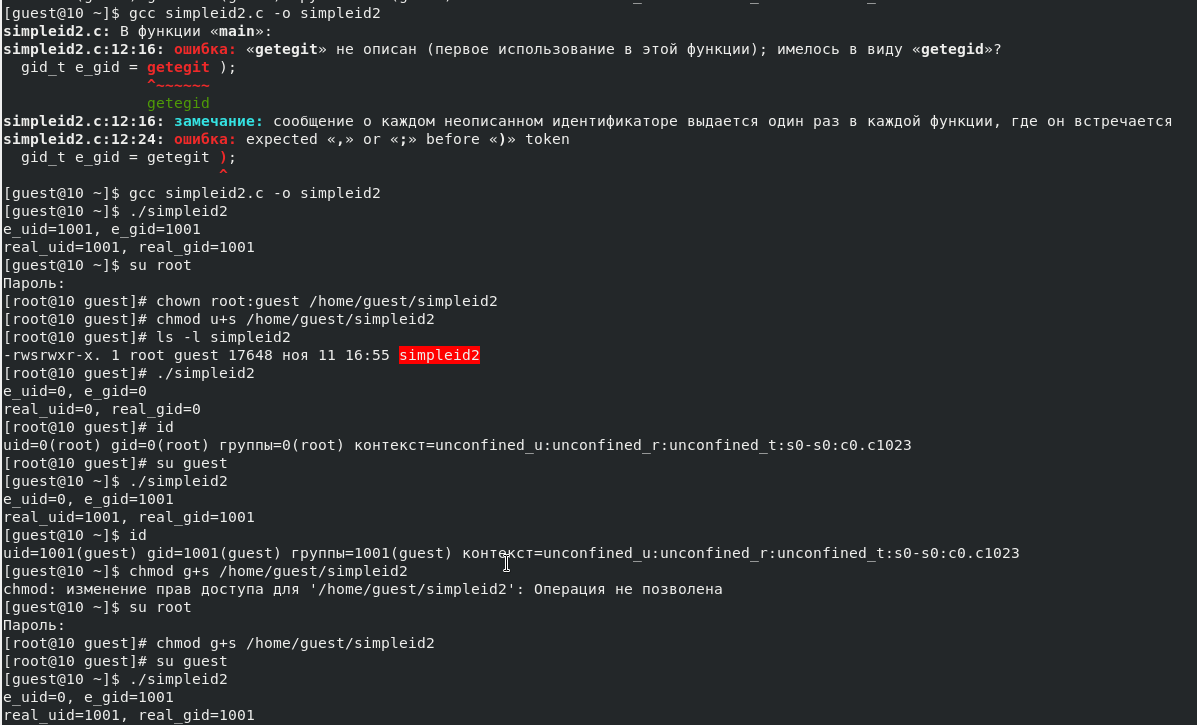 [guest@10 ~]$ gcc simpleid2.c -o simpleid2
simpleid2.c: В функции «main»:
simpleid2.c:12:16: ошибка: «getegit» не описан (первое использование в этой функции); имелось в виду «getegid»?
  gid_t e_gid = getegit );
                ^~~~~~~
                getegid
simpleid2.c:12:16: замечание: сообщение о каждом неописанном идентификаторе выдается один раз в каждой функции, где он встречается
simpleid2.c:12:24: ошибка: expected «,» or «;» before «)» token
  gid_t e_gid = getegit );
                        ^
[guest@10 ~]$ gcc simpleid2.c -o simpleid2
[guest@10 ~]$ ./simpleid2
e_uid=1001, e_gid=1001
real_uid=1001, real_gid=1001
[guest@10 ~]$ su root
Пароль:
[root@10 guest]# chown root:guest /home/guest/simpleid2
[root@10 guest]# chmod u+s /home/guest/simpleid2
[root@10 guest]# ls -l simpleid2
-rwsrwxr-x. 1 root guest 17648 ноя 11 16:55 simpleid2
[root@10 guest]# ./simpleid2
e_uid=0, e_gid=0
real_uid=0, real_gid=0
[root@10 guest]# id
uid=0(root) gid=0(root) группы=0(root) контекст=unconfined_u:unconfined_r:unconfined_t:s0-s0:c0.c1023
[root@10 guest]# su guest
[guest@10 ~]$ ./simpleid2
e_uid=0, e_gid=1001
real_uid=1001, real_gid=1001
[guest@10 ~]$ id
uid=1001(guest) gid=1001(guest) группы=1001(guest) контекст=unconfined_u:unconfined_r:unconfined_t:s0-s0:c0.c1023
[guest@10 ~]$ chmod g+s /home/guest/simpleid2
chmod: изменение прав доступа для '/home/guest/simpleid2': Операция не позволена
[guest@10 ~]$ su root
Пароль:
[root@10 guest]# chmod g+s /home/guest/simpleid2
[root@10 guest]# su guest
[guest@10 ~]$ ./simpleid2
e_uid=0, e_gid=1001
real_uid=1001, real_gid=1001